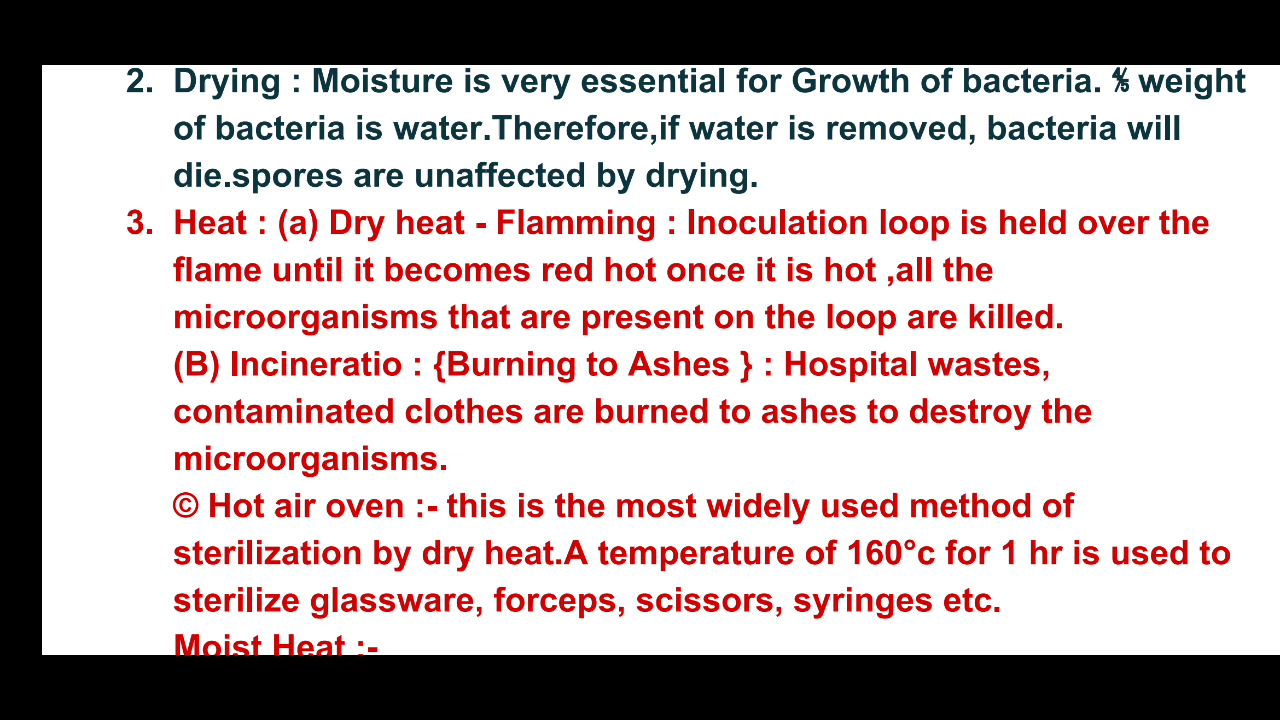 2. Drying : Moisture is very essential for Growth of bacteria. ⅘ weight
of bacteria is water.Therefore,if water is removed, bacteria will
die.spores are unaffected by drying.
3. Heat : (a) Dry heat - Flamming : Inoculation loop is held over the
flame until it becomes red hot once it is hot ,all the
microorganisms that are present on the loop are killed.
(B) Incineratio : {Burning to Ashes } : Hospital wastes,
contaminated clothes are burned to ashes to destroy the
microorganisms.
© Hot air oven :- this is the most widely used method of
sterilization by dry heat.A temperature of 160°c for 1 hr is used to
sterilize glassware, forceps, scissors, syringes etc.
Moist Heat :-